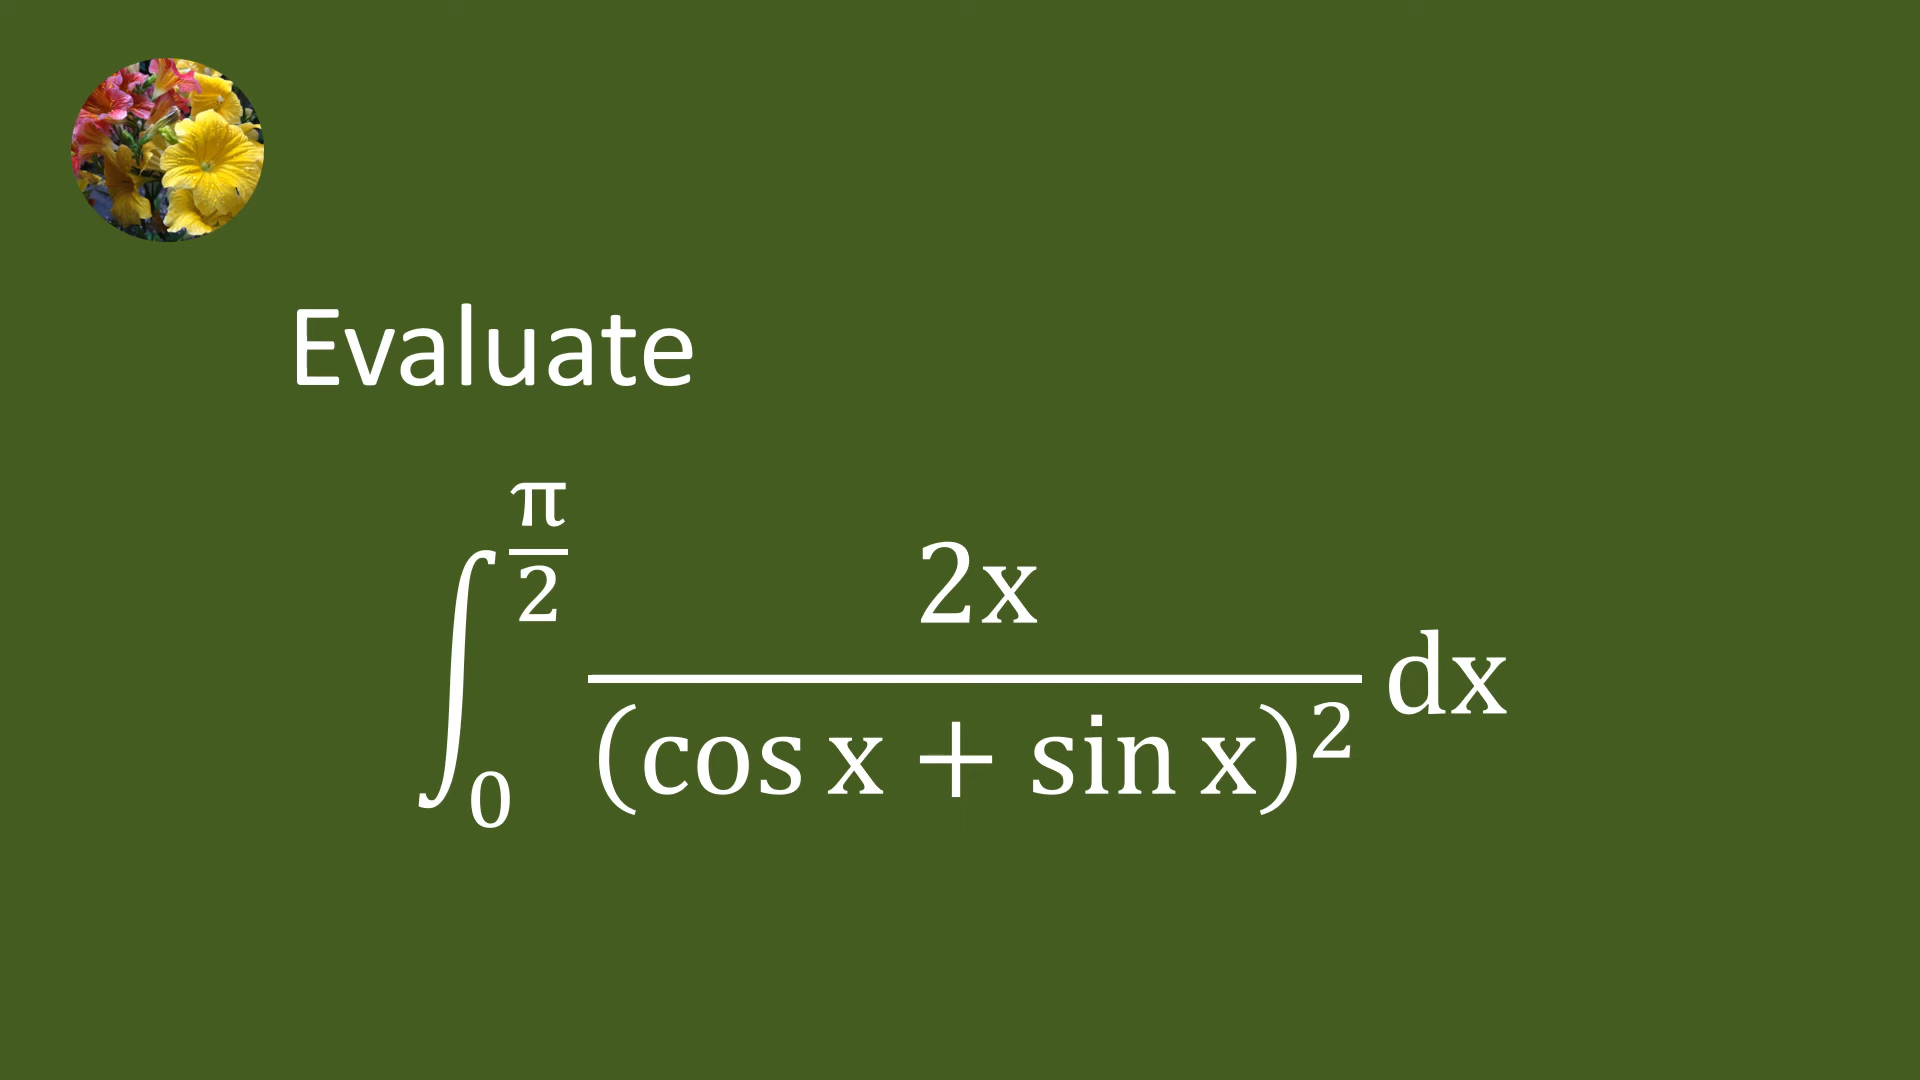 Evaluate
∫₀^(π/2) 2x/(cos x + sin x)² dx